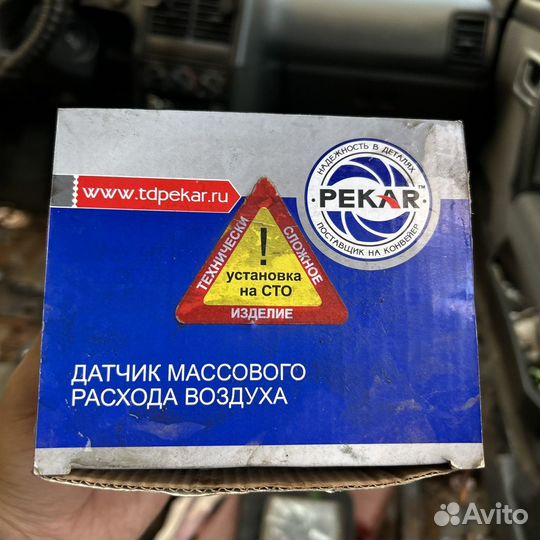 www.tdpekar.ru
НАДЕЖНОСТЬ В ДЕТАЛЯХ
PEKAR™
ПОСТАВЩИК НА КОНВЕЙЕР
ТЕХНИЧЕСКИ
СЛОЖНОЕ
!
установка
на СТО
ИЗДЕЛИЕ
ДАТЧИК МАССОВОГО
РАСХОДА ВОЗДУХА
Avito